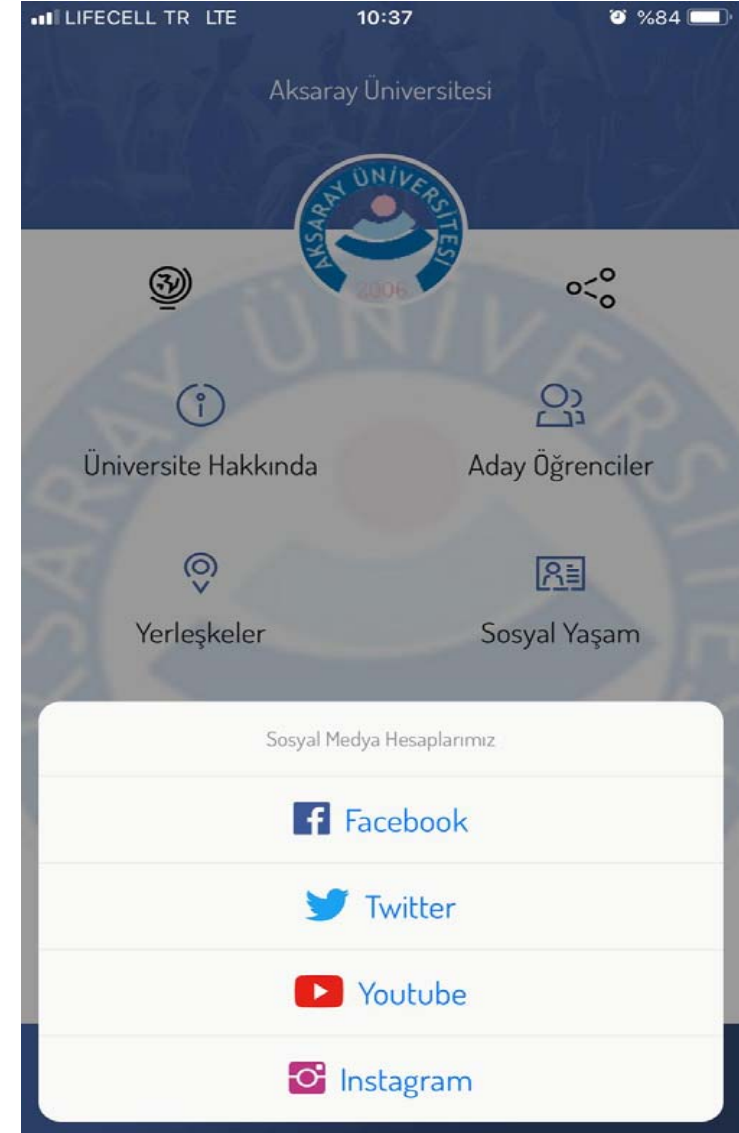 LIFECELL TR LTE 10:37 %84
Aksaray Üniversitesi
AKSARAY ÜNİVERSİTESİ
2006
Üniversite Hakkında Aday Öğrenciler
Yerleşkeler Sosyal Yaşam
Sosyal Medya Hesaplarımız
Facebook
Twitter
Youtube
Instagram